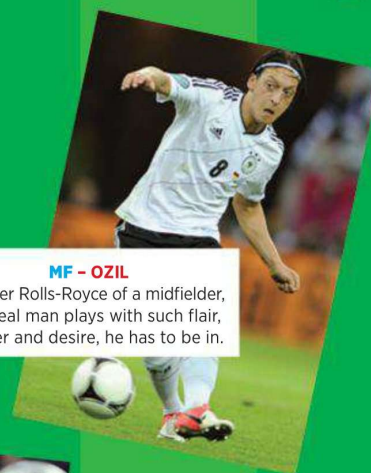 8
MF – OZIL
er Rolls-Royce of a midfielder,
eal man plays with such flair,
er and desire, he has to be in.